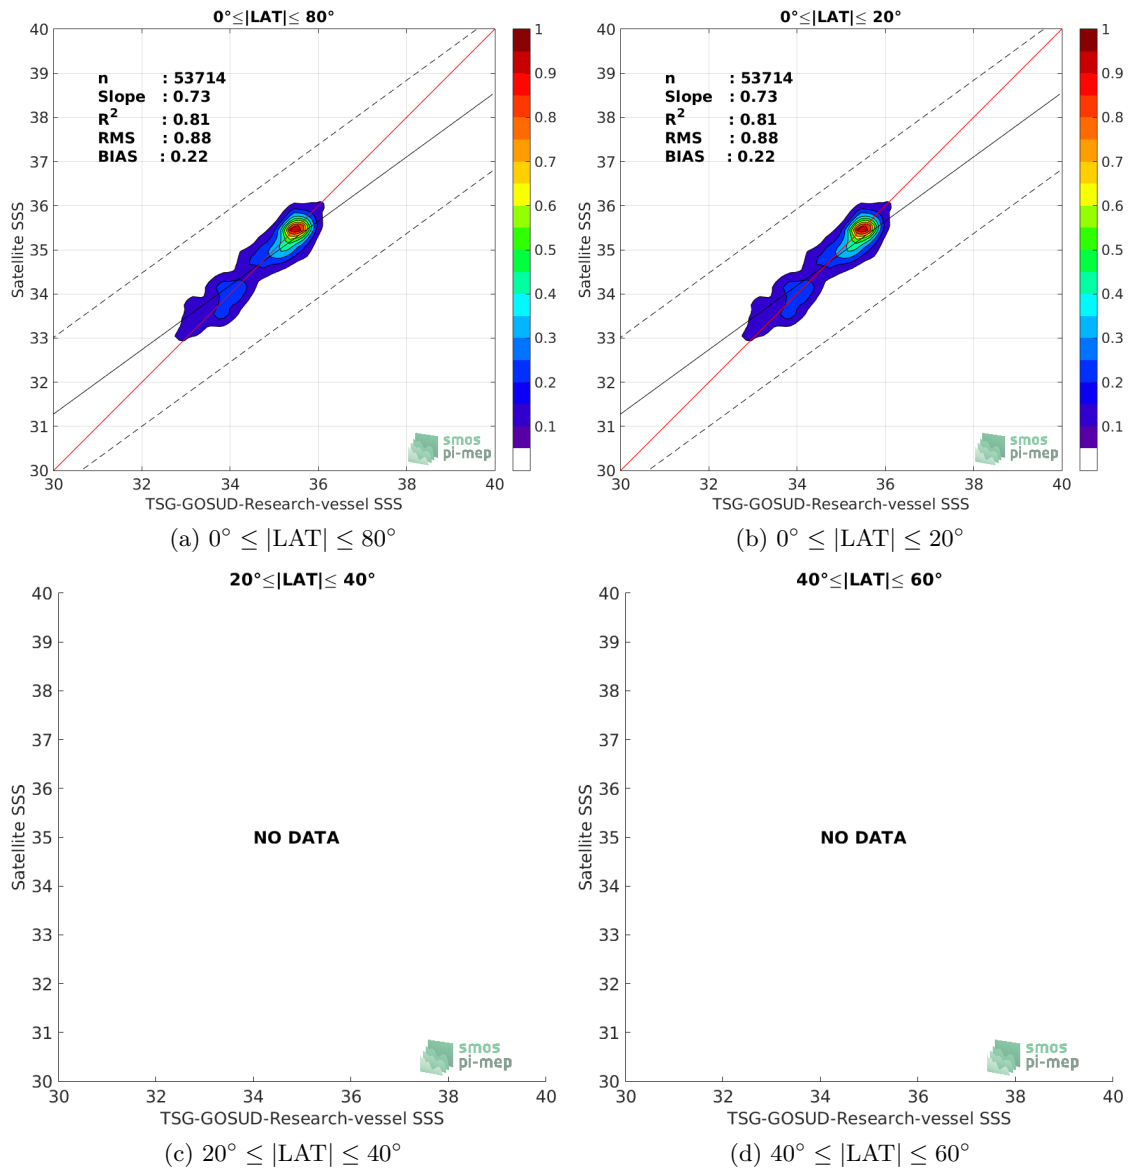 0°≤|LAT|≤ 80°
40
39
38
37
36
35
34
33
32
31
30
Satellite SSS
n : 53714
Slope : 0.73
R² : 0.81
RMS : 0.88
BIAS : 0.22
smos
pi-mep
30 32 34 36 38 40
TSG-GOSUD-Research-vessel SSS
1
0.9
0.8
0.7
0.6
0.5
0.4
0.3
0.2
0.1
(a) 0° ≤ |LAT| ≤ 80°
0°≤|LAT|≤ 20°
40
39
38
37
36
35
34
33
32
31
30
Satellite SSS
n : 53714
Slope : 0.73
R² : 0.81
RMS : 0.88
BIAS : 0.22
smos
pi-mep
30 32 34 36 38 40
TSG-GOSUD-Research-vessel SSS
1
0.9
0.8
0.7
0.6
0.5
0.4
0.3
0.2
0.1
(b) 0° ≤ |LAT| ≤ 20°
20°≤|LAT|≤ 40°
40
39
38
37
36
35
34
33
32
31
30
Satellite SSS
NO DATA
smos
pi-mep
30 32 34 36 38 40
TSG-GOSUD-Research-vessel SSS
(c) 20° ≤ |LAT| ≤ 40°
40°≤|LAT|≤ 60°
40
39
38
37
36
35
34
33
32
31
30
Satellite SSS
NO DATA
smos
pi-mep
30 32 34 36 38 40
TSG-GOSUD-Research-vessel SSS
(d) 40° ≤ |LAT| ≤ 60°